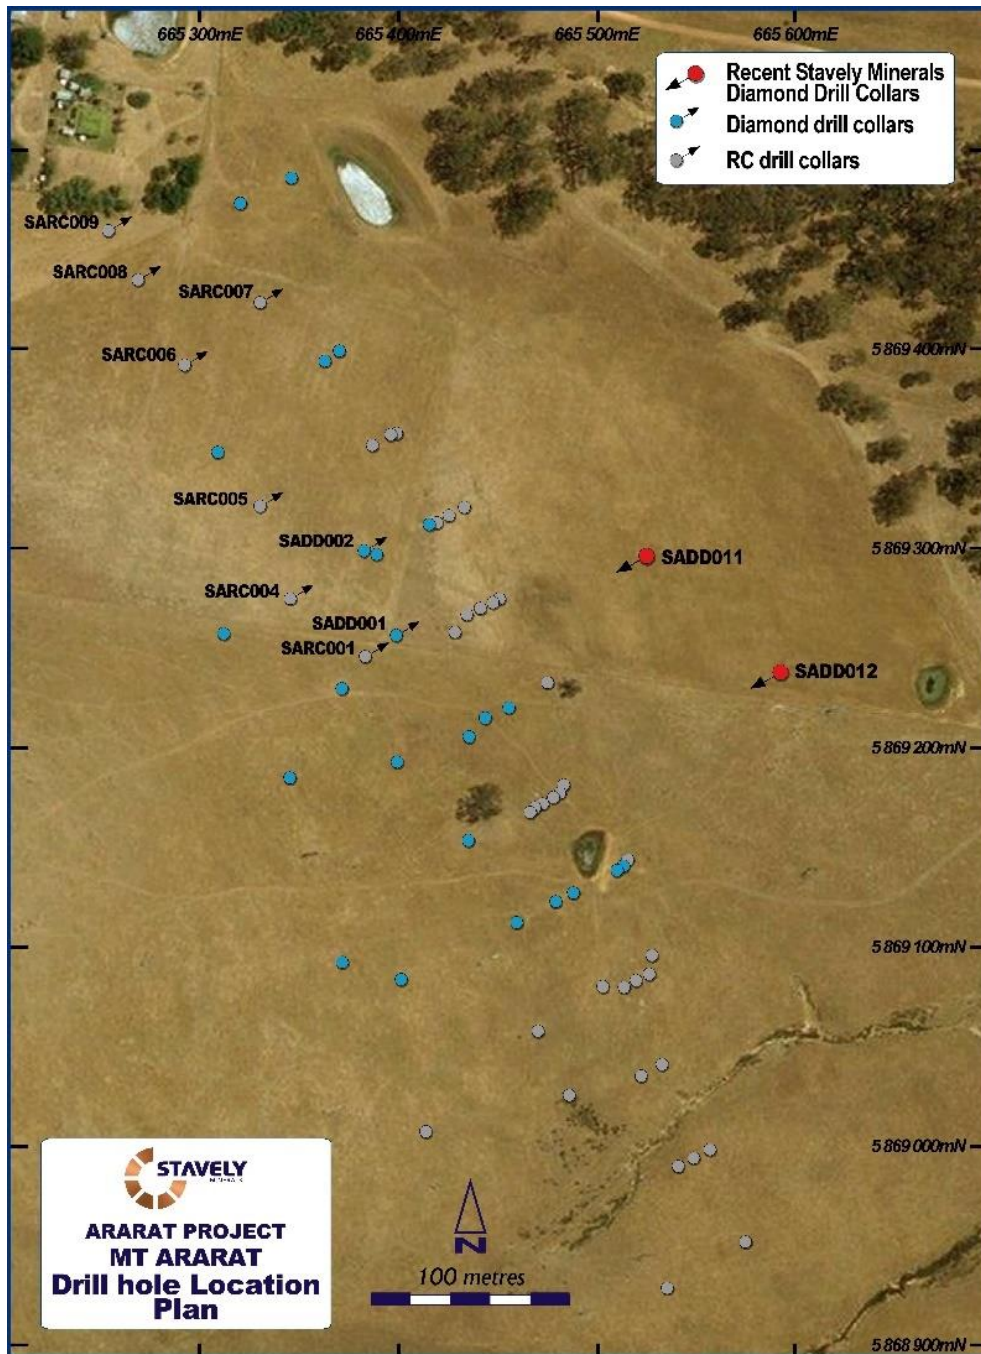 665 300mE
665 400mE
665 500mE
665 600mE
Recent Stavely Minerals
Diamond Drill Collars
Diamond drill collars
RC drill collars
SARC009
SARC008
SARC007
SARC006
5 869 400mN
SARC005
SADD002
5 869 300mN
SADD011
SARC004
SADD001
SARC001
SADD012
5 869 200mN
5 869 100mN
5 869 000mN
STAVELY
MINERALS
ARARAT PROJECT
MT ARARAT
Drill hole Location
Plan
N
100 metres
5 868 900mN